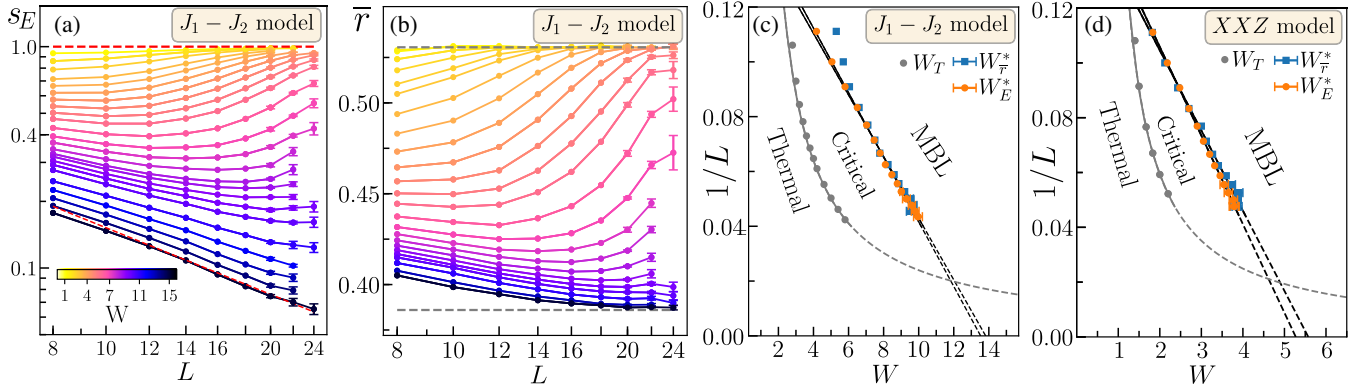 s_E (a) J_1 − J_2 model
1.0
0.4
0.1
1 4 7 11 15
W
8 10 12 14 16 20 24
L
r̅ (b) J_1 − J_2 model
0.50
0.45
0.40
8 10 12 14 16 20 24
L
(c) J_1 − J_2 model
W_T W*_r̅
W*_E
Thermal
Critical
MBL
1/L
0.12
0.08
0.04
0.00
2 4 6 8 10 12 14
W
(d) XXZ model
W_T W*_r̅
W*_E
Thermal
Critical
MBL
1/L
0.12
0.08
0.04
0.00
1 2 3 4 5 6
W